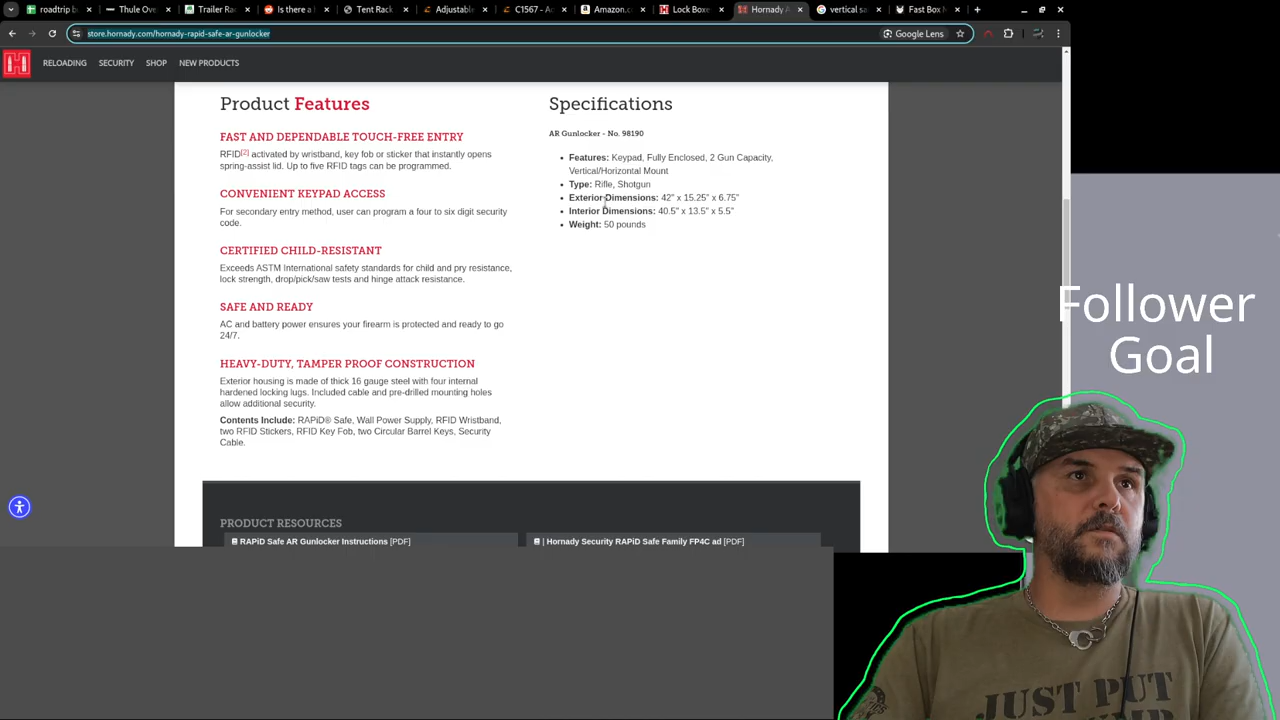 roadtrip b
Thule Ove
Trailer Ra
Is there a
Tent Rack
Adjustable
C1567 - A
Amazon.c
Lock Boxe
Hornady A
vertical sa
Fast Box M
store.hornady.com/hornady-rapid-safe-ar-gunlocker
Google Lens
H
RELOADING SECURITY SHOP NEW PRODUCTS
Product Features
FAST AND DEPENDABLE TOUCH-FREE ENTRY
RFID[2] activated by wristband, key fob or sticker that instantly opens
spring-assist lid. Up to five RFID tags can be programmed.
CONVENIENT KEYPAD ACCESS
For secondary entry method, user can program a four to six digit security
code.
CERTIFIED CHILD-RESISTANT
Exceeds ASTM International safety standards for child and pry resistance,
lock strength, drop/pick/saw tests and hinge attack resistance.
SAFE AND READY
AC and battery power ensures your firearm is protected and ready to go
24/7.
HEAVY-DUTY, TAMPER PROOF CONSTRUCTION
Exterior housing is made of thick 16 gauge steel with four internal
hardened locking lugs. Included cable and pre-drilled mounting holes
allow additional security.
Contents Include: RAPiD® Safe, Wall Power Supply, RFID Wristband,
two RFID Stickers, RFID Key Fob, two Circular Barrel Keys, Security
Cable.
Specifications
AR Gunlocker - No. 98190
Features: Keypad, Fully Enclosed, 2 Gun Capacity,
Vertical/Horizontal Mount
Type: Rifle, Shotgun
Exterior Dimensions: 42" x 15.25" x 6.75"
Interior Dimensions: 40.5" x 13.5" x 5.5"
Weight: 50 pounds
PRODUCT RESOURCES
RAPiD Safe AR Gunlocker Instructions [PDF]
| Hornady Security RAPiD Safe Family FP4C ad [PDF]
Follower
Goal
JUST PUT